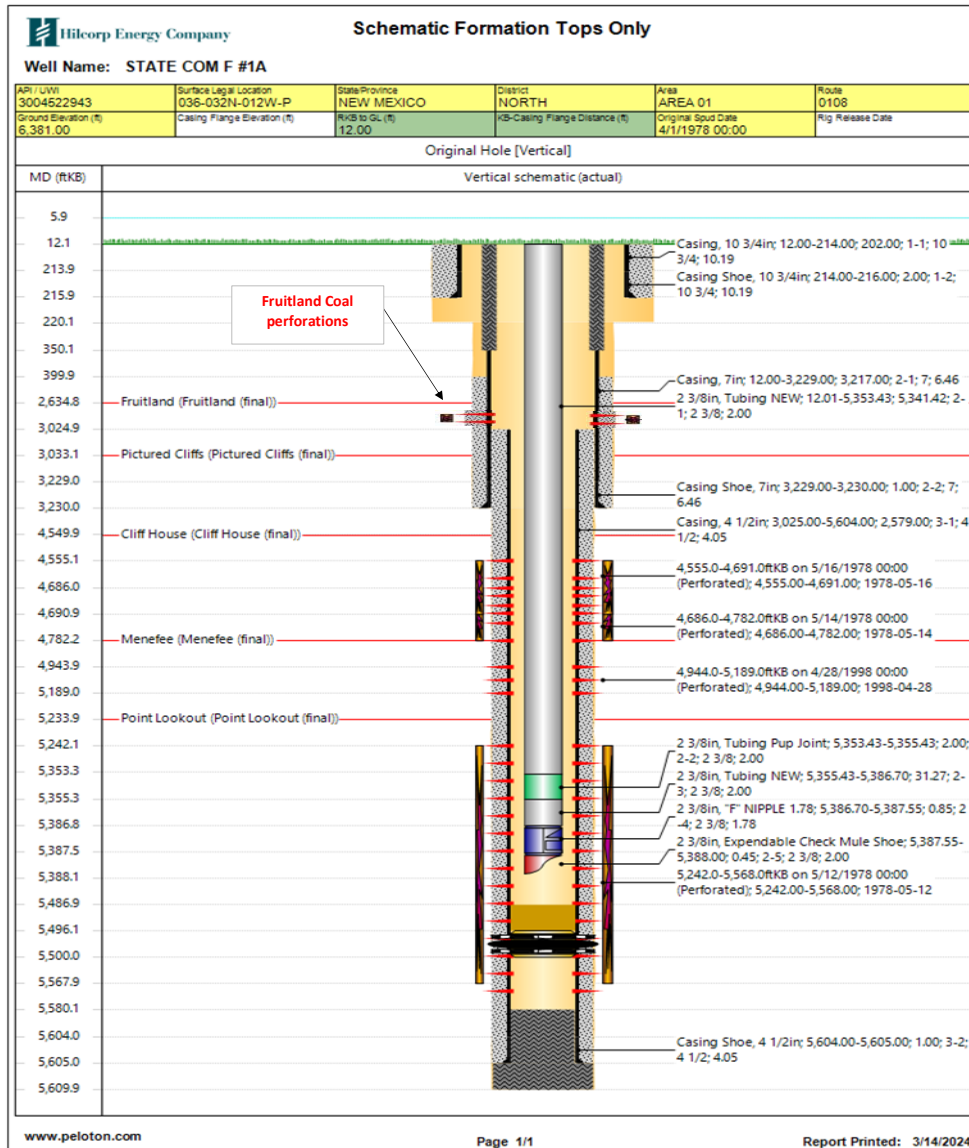 Hilcorp Energy Company
Schematic Formation Tops Only
Well Name: STATE COM F #1A
API / UWI
3004522943
Surface Legal Location
036-032N-012W-P
State/Province
NEW MEXICO
District
NORTH
Area
AREA 01
Route
0108
Ground Elevation (ft)
6,381.00
Casing Flange Elevation (ft)
RKB to GL (ft)
12.00
KB-Casing Flange Distance (ft)
Original Spud Date
4/1/1978 00:00
Rig Release Date
Original Hole [Vertical]
MD (ftKB)
Vertical schematic (actual)
5.9
12.1
213.9
215.9
220.1
350.1
399.9
2,634.8
3,024.9
3,033.1
3,229.0
3,230.0
4,549.9
4,555.1
4,686.0
4,690.9
4,782.2
4,943.9
5,189.0
5,233.9
5,242.1
5,353.3
5,355.3
5,386.8
5,387.5
5,388.1
5,486.9
5,496.1
5,500.0
5,567.9
5,580.1
5,604.0
5,605.0
5,609.9
Fruitland Coal
perforations
Fruitland (Fruitland (final))
Pictured Cliffs (Pictured Cliffs (final))
Cliff House (Cliff House (final))
Menefee (Menefee (final))
Point Lookout (Point Lookout (final))
Casing, 10 3/4in; 12.00-214.00; 202.00; 1-1; 10
3/4; 10.19
Casing Shoe, 10 3/4in; 214.00-216.00; 2.00; 1-2;
10 3/4; 10.19
Casing, 7in; 12.00-3,229.00; 3,217.00; 2-1; 7; 6.46
2 3/8in, Tubing NEW; 12.01-5,353.43; 5,341.42; 2-
1; 2 3/8; 2.00
Casing Shoe, 7in; 3,229.00-3,230.00; 1.00; 2-2; 7;
6.46
Casing, 4 1/2in; 3,025.00-5,604.00; 2,579.00; 3-1; 4
1/2; 4.05
4,555.0-4,691.0ftKB on 5/16/1978 00:00
(Perforated); 4,555.00-4,691.00; 1978-05-16
4,686.0-4,782.0ftKB on 5/14/1978 00:00
(Perforated); 4,686.00-4,782.00; 1978-05-14
4,944.0-5,189.0ftKB on 4/28/1998 00:00
(Perforated); 4,944.00-5,189.00; 1998-04-28
2 3/8in, Tubing Pup Joint; 5,353.43-5,355.43; 2.00;
2-2; 2 3/8; 2.00
2 3/8in, Tubing NEW; 5,355.43-5,386.70; 31.27; 2-
3; 2 3/8; 2.00
2 3/8in, "F" NIPPLE 1.78; 5,386.70-5,387.55; 0.85; 2
-4; 2 3/8; 1.78
2 3/8in, Expendable Check Mule Shoe; 5,387.55-
5,388.00; 0.45; 2-5; 2 3/8; 2.00
5,242.0-5,568.0ftKB on 5/12/1978 00:00
(Perforated); 5,242.00-5,568.00; 1978-05-12
Casing Shoe, 4 1/2in; 5,604.00-5,605.00; 1.00; 3-2;
4 1/2; 4.05
www.peloton.com
Page 1/1
Report Printed: 3/14/2024